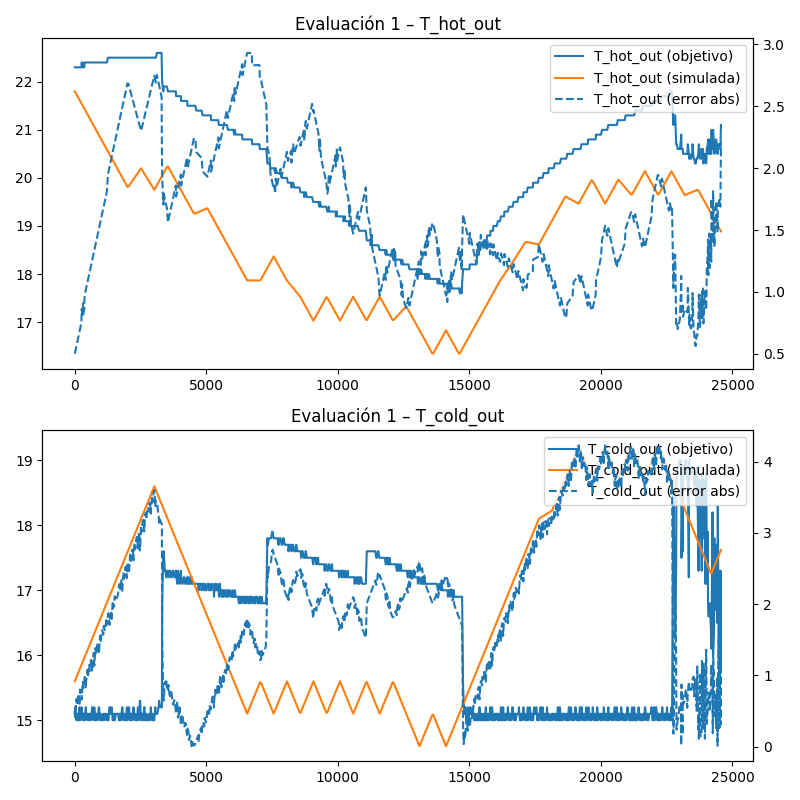 Evaluación 1 – T_hot_out
T_hot_out (objetivo)
T_hot_out (simulada)
T_hot_out (error abs)
22
21
20
19
18
17
3.0
2.5
2.0
1.5
1.0
0.5
0 5000 10000 15000 20000 25000
Evaluación 1 – T_cold_out
T_cold_out (objetivo)
T_cold_out (simulada)
T_cold_out (error abs)
19
18
17
16
15
4
3
2
1
0
0 5000 10000 15000 20000 25000